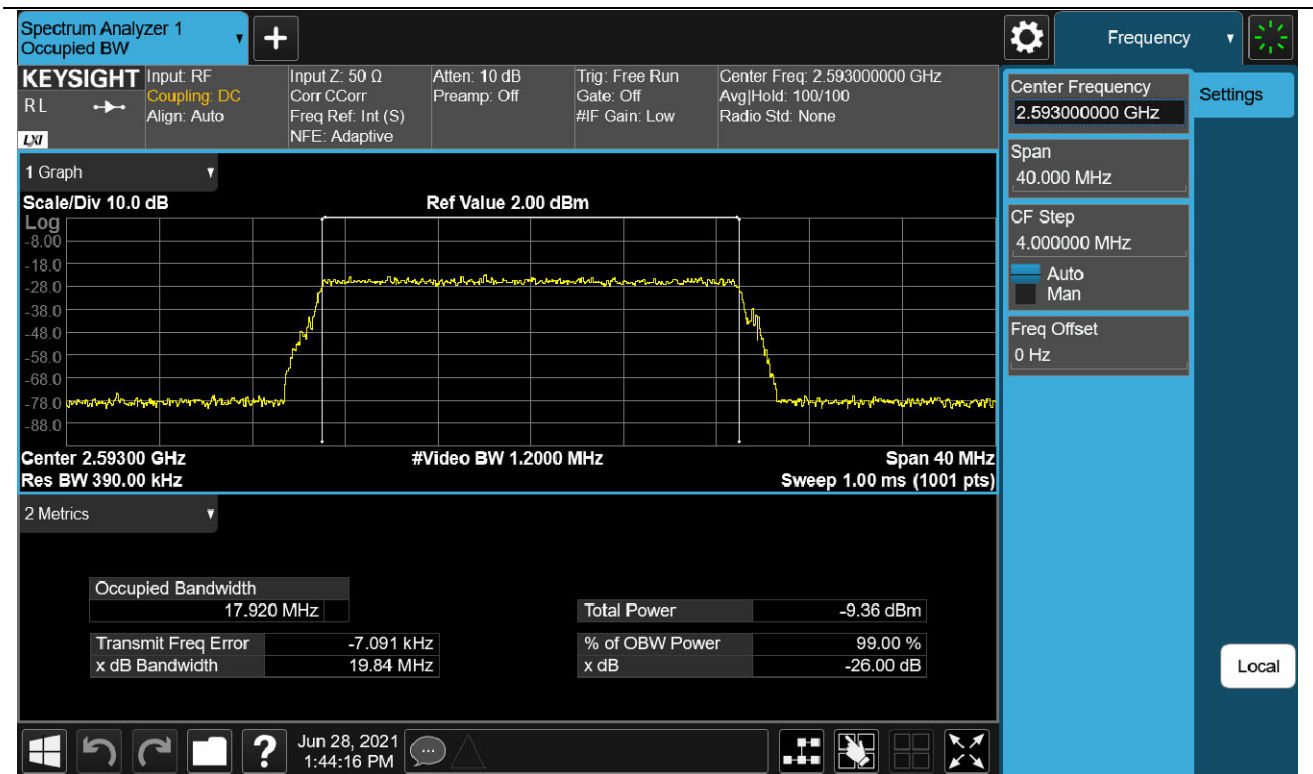 Spectrum Analyzer 1
Occupied BW
+
Frequency
KEYSIGHT
R L
LXI
Input: RF
Coupling: DC
Align: Auto
Input Z: 50 Ω
Corr CCorr
Freq Ref: Int (S)
NFE: Adaptive
Atten: 10 dB
Preamp: Off
Trig: Free Run
Gate: Off
#IF Gain: Low
Center Freq: 2.593000000 GHz
Avg|Hold: 100/100
Radio Std: None
Center Frequency
2.593000000 GHz
Settings
Span
40.000 MHz
CF Step
4.000000 MHz
Auto
Man
Freq Offset
0 Hz
1 Graph
Scale/Div 10.0 dB
Ref Value 2.00 dBm
Log
-8.00
-18.0
-28.0
-38.0
-48.0
-58.0
-68.0
-78.0
-88.0
Center 2.59300 GHz
#Video BW 1.2000 MHz
Span 40 MHz
Res BW 390.00 kHz
Sweep 1.00 ms (1001 pts)
2 Metrics
Occupied Bandwidth
17.920 MHz
Total Power -9.36 dBm
Transmit Freq Error -7.091 kHz
% of OBW Power 99.00 %
x dB Bandwidth 19.84 MHz
x dB -26.00 dB
Local
?
Jun 28, 2021
1:44:16 PM